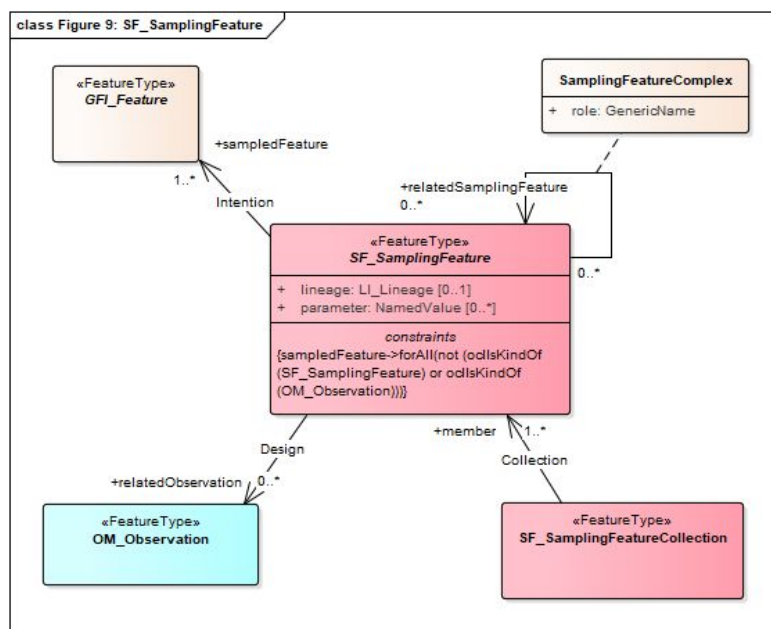 class Figure 9: SF_SamplingFeature
«FeatureType»
GFI_Feature
SamplingFeatureComplex
+ role: GenericName
+sampledFeature
1..*
Intention
+relatedSamplingFeature
0..*
0..*
«FeatureType»
SF_SamplingFeature
+ lineage: LI_Lineage [0..1]
+ parameter: NamedValue [0..*]
constraints
{sampledFeature->forAll(not (oclIsKindOf
(SF_SamplingFeature) or oclIsKindOf
(OM_Observation)))}
+member
1..*
Design
Collection
+relatedObservation
0..*
«FeatureType»
OM_Observation
«FeatureType»
SF_SamplingFeatureCollection